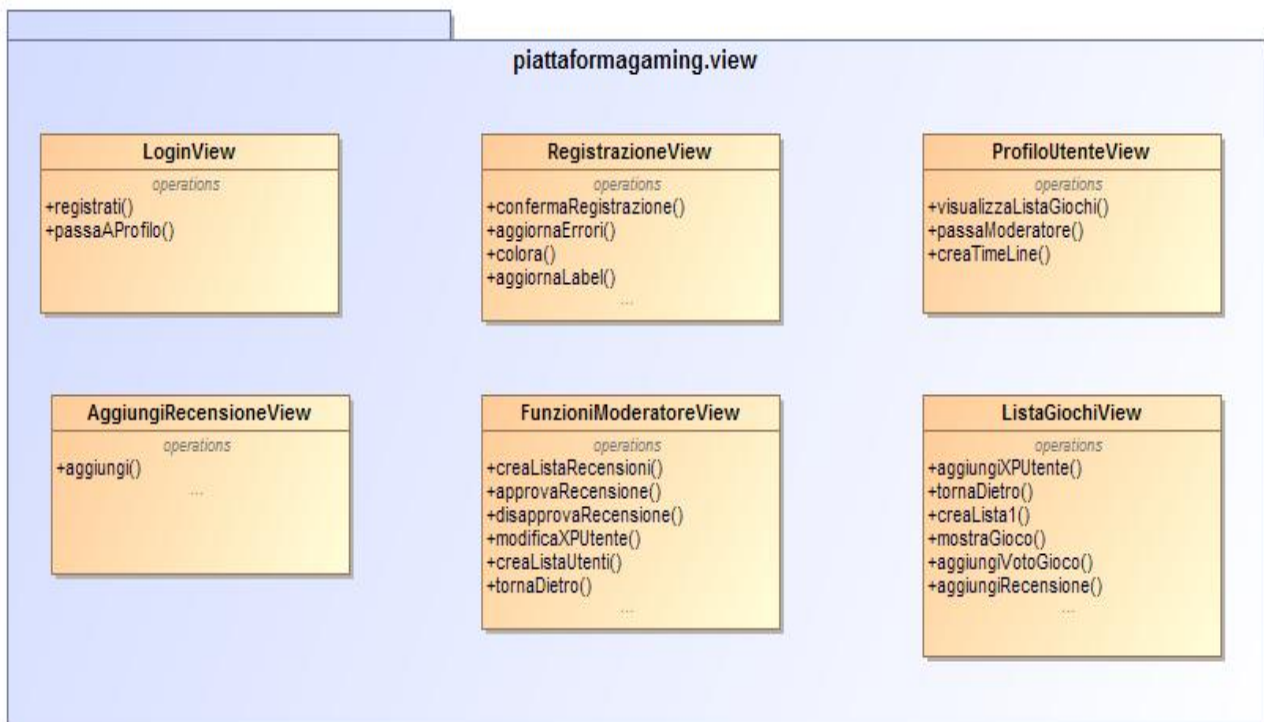 piattaformagaming.view
LoginView
operations
+registrati()
+passaAProfilo()
RegistrazioneView
operations
+confermaRegistrazione()
+aggiornaErrori()
+colora()
+aggiornaLabel()
...
ProfiloUtenteView
operations
+visualizzaListaGiochi()
+passaModeratore()
+creaTimeLine()
AggiungiRecensioneView
operations
+aggiungi()
...
FunzioniModeratoreView
operations
+creaListaRecensioni()
+approvaRecensione()
+disapprovaRecensione()
+modificaXPUtente()
+creaListaUtenti()
+tornaDietro()
...
ListaGiochiView
operations
+aggiungiXPUtente()
+tornaDietro()
+creaLista1()
+mostraGioco()
+aggiungiVotoGioco()
+aggiungiRecensione()
...